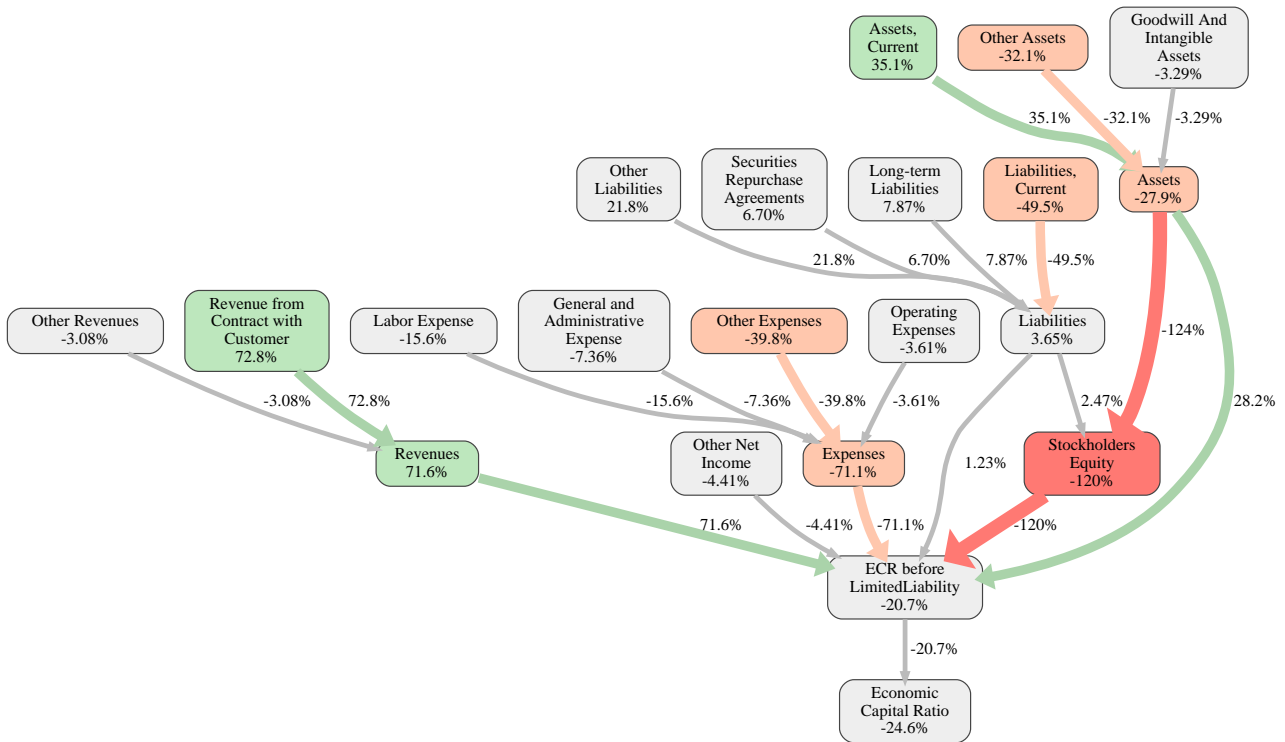 Assets,
Current
35.1%
Other Assets
-32.1%
Goodwill And
Intangible
Assets
-3.29%
35.1%
-32.1%
-3.29%
Other
Liabilities
21.8%
Securities
Repurchase
Agreements
6.70%
Long-term
Liabilities
7.87%
Liabilities,
Current
-49.5%
Assets
-27.9%
21.8%
6.70%
7.87%
-49.5%
Other Revenues
-3.08%
Revenue from
Contract with
Customer
72.8%
Labor Expense
-15.6%
General and
Administrative
Expense
-7.36%
Other Expenses
-39.8%
Operating
Expenses
-3.61%
Liabilities
3.65%
-124%
-3.08%
72.8%
-15.6%
-7.36%
-39.8%
-3.61%
2.47%
28.2%
Revenues
71.6%
Other Net
Income
-4.41%
Expenses
-71.1%
1.23%
Stockholders
Equity
-120%
71.6%
-4.41%
-71.1%
-120%
ECR before
LimitedLiability
-20.7%
-20.7%
Economic
Capital Ratio
-24.6%